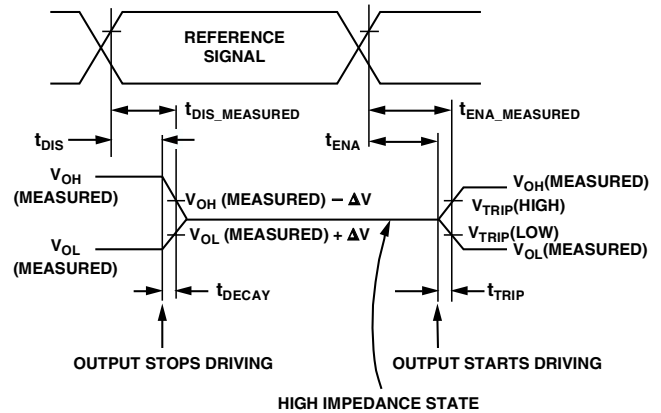 REFERENCE
SIGNAL
tDIS_MEASURED
tENA_MEASURED
tDIS
tENA
VOH
(MEASURED)
VOH (MEASURED) – ΔV
VOH(MEASURED)
VTRIP(HIGH)
VOL
(MEASURED)
VOL (MEASURED) + ΔV
VTRIP(LOW)
VOL(MEASURED)
tDECAY
tTRIP
OUTPUT STOPS DRIVING
OUTPUT STARTS DRIVING
HIGH IMPEDANCE STATE